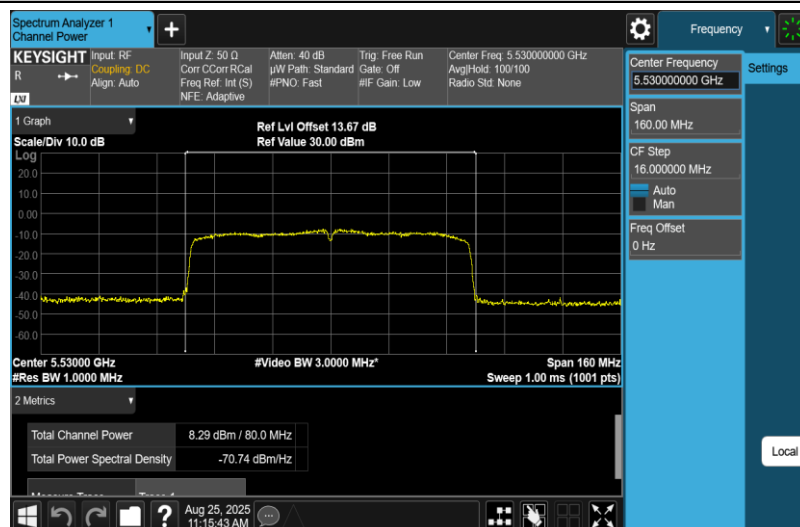 Spectrum Analyzer 1
Channel Power
Frequency
KEYSIGHT
R
LXI
Input: RF
Coupling: DC
Align: Auto
Input Z: 50 Ω
Corr CCorr RCal
Freq Ref: Int (S)
NFE: Adaptive
Atten: 40 dB
µW Path: Standard
#PNO: Fast
Trig: Free Run
Gate: Off
#IF Gain: Low
Center Freq: 5.530000000 GHz
Avg|Hold: 100/100
Radio Std: None
1 Graph
Scale/Div 10.0 dB
Ref Lvl Offset 13.67 dB
Ref Value 30.00 dBm
Log
20.0
10.0
0.00
-10.0
-20.0
-30.0
-40.0
-50.0
-60.0
Center 5.53000 GHz
#Res BW 1.0000 MHz
#Video BW 3.0000 MHz*
Span 160 MHz
Sweep 1.00 ms (1001 pts)
2 Metrics
Total Channel Power 8.29 dBm / 80.0 MHz
Total Power Spectral Density -70.74 dBm/Hz
Aug 25, 2025
11:15:43 AM
Center Frequency
5.530000000 GHz
Settings
Span
160.00 MHz
CF Step
16.000000 MHz
Auto
Man
Freq Offset
0 Hz
Local